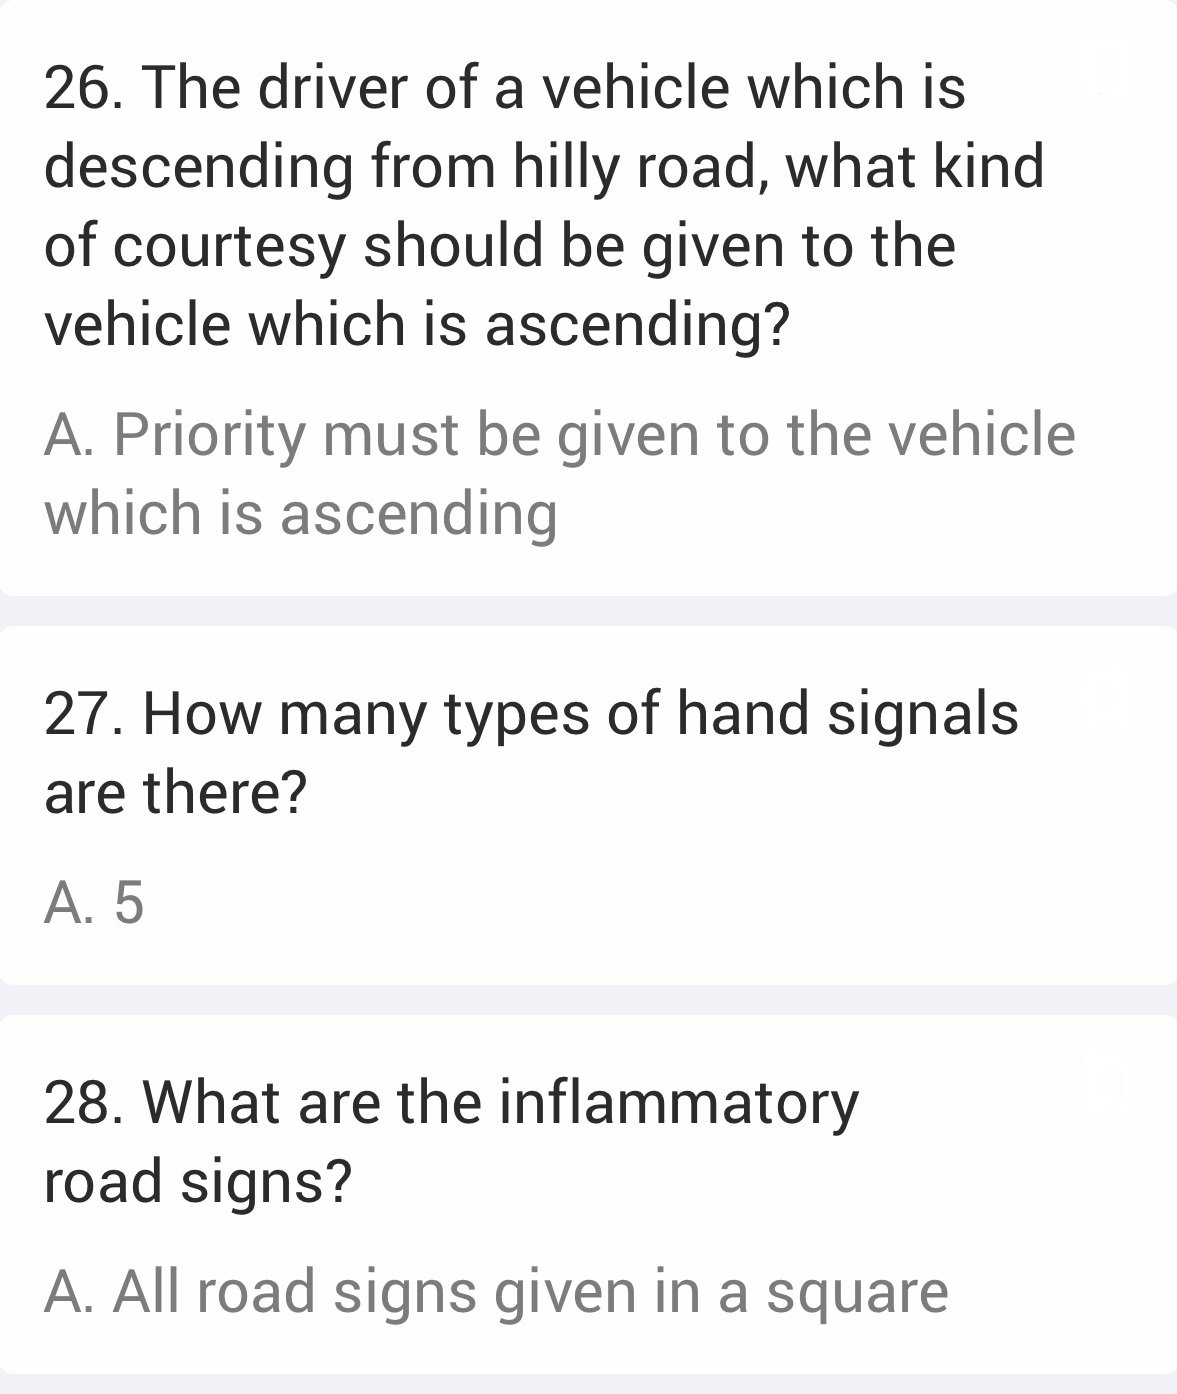 26. The driver of a vehicle which is
descending from hilly road, what kind
of courtesy should be given to the
vehicle which is ascending?
A. Priority must be given to the vehicle
which is ascending
27. How many types of hand signals
are there?
A. 5
28. What are the inflammatory
road signs?
A. All road signs given in a square